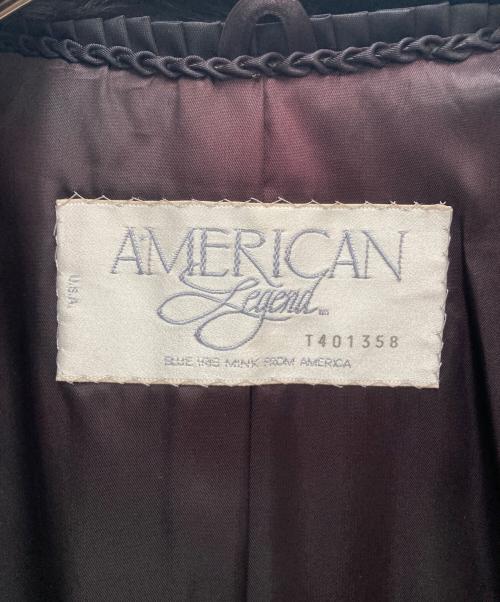 AMERICAN
Legend
U.S.A.
T401358
BLUE IRIS MINK FROM AMERICA